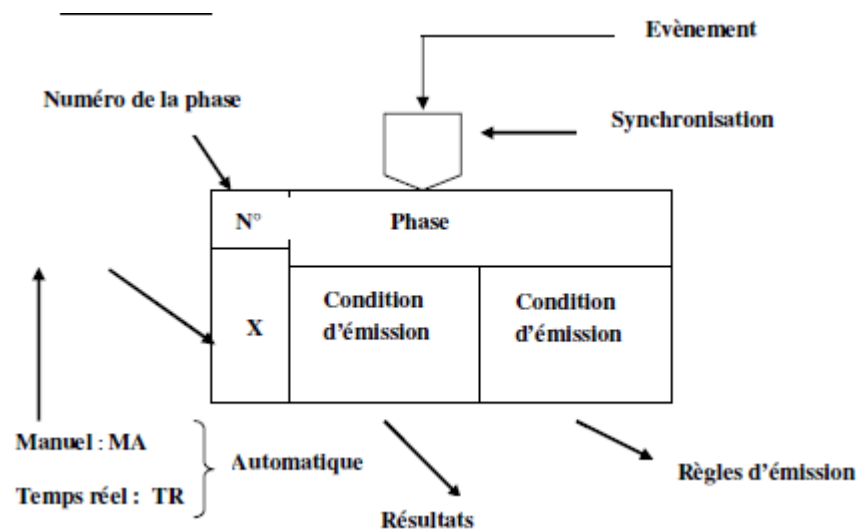 Evènement
Numéro de la phase
Synchronisation
N°
Phase
X
Condition
d'émission
Condition
d'émission
Manuel : MA
Automatique
Temps réel : TR
Règles d'émission
Résultats